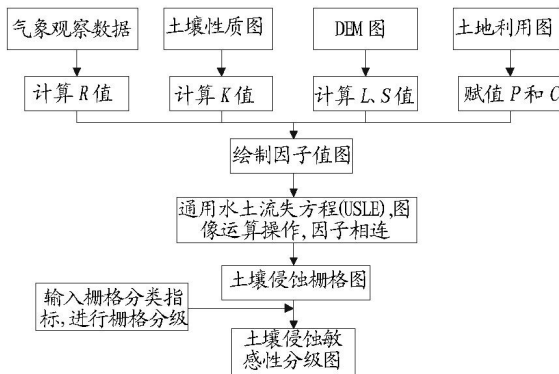 气象观察数据
土壤性质图
DEM图
土地利用图
计算R值
计算K值
计算L、S值
赋值P和C
绘制因子值图
通用水土流失方程(USLE),图
像运算操作,因子相连
土壤侵蚀栅格图
输入栅格分类指
标,进行栅格分级
土壤侵蚀敏
感性分级图